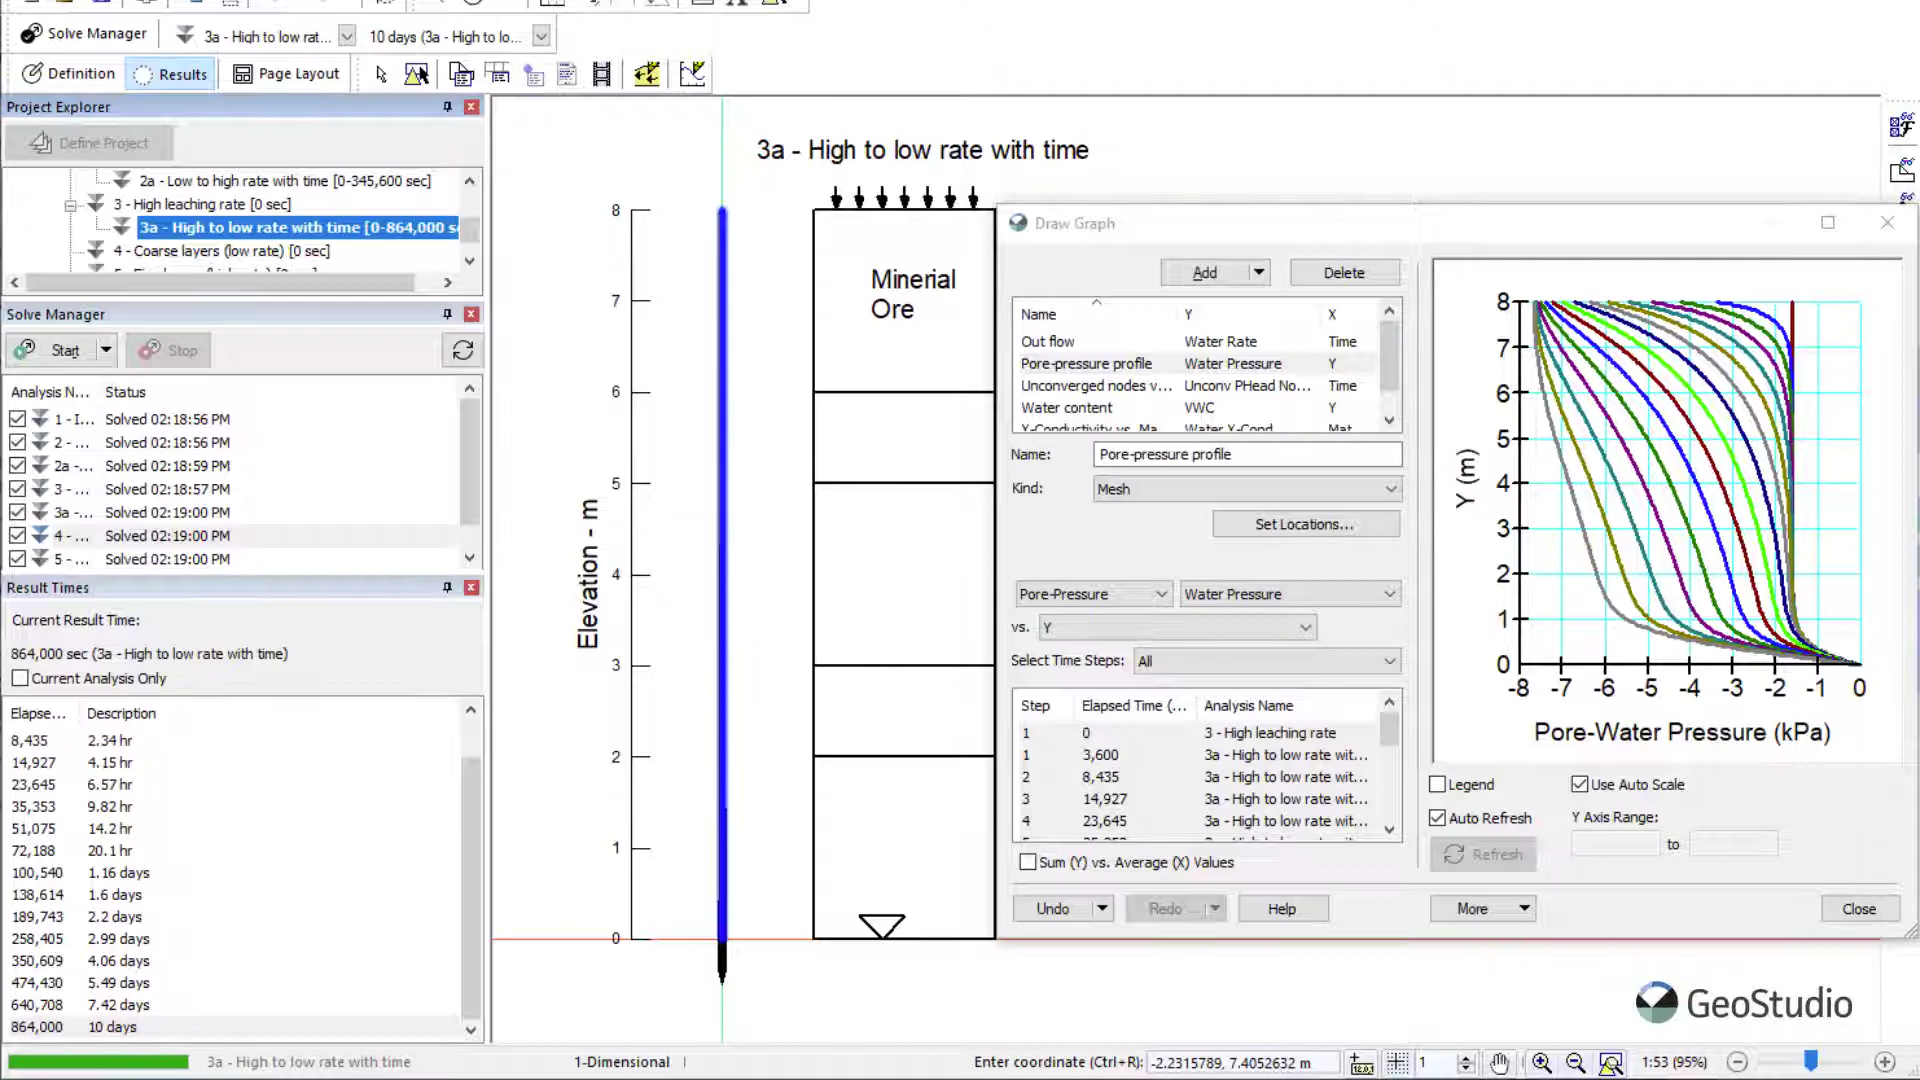 Solve Manager
3a - High to low rat...
10 days (3a - High to lo...
Definition
Results
Page Layout
Project Explorer
Define Project
2a - Low to high rate with time [0-345,600 sec]
3 - High leaching rate [0 sec]
3a - High to low rate with time [0-864,000 s
4 - Coarse layers (low rate) [0 sec]
Solve Manager
Start
Stop
Analysis N... Status
1 - I... Solved 02:18:56 PM
2 - ... Solved 02:18:56 PM
2a -... Solved 02:18:59 PM
3 - ... Solved 02:18:57 PM
3a -... Solved 02:19:00 PM
4 - ... Solved 02:19:00 PM
5 - ... Solved 02:19:00 PM
Result Times
Current Result Time:
864,000 sec (3a - High to low rate with time)
Current Analysis Only
Elapse... Description
8,435 2.34 hr
14,927 4.15 hr
23,645 6.57 hr
35,353 9.82 hr
51,075 14.2 hr
72,188 20.1 hr
100,540 1.16 days
138,614 1.6 days
189,743 2.2 days
258,405 2.99 days
350,609 4.06 days
474,430 5.49 days
640,708 7.42 days
864,000 10 days
3a - High to low rate with time
8
7
6
5
4
3
2
1
0
Elevation - m
Minerial
Ore
Draw Graph
Add
Delete
Name Y X
Out flow Water Rate Time
Pore-pressure profile Water Pressure Y
Unconverged nodes v... Unconv PHead No... Time
Water content VWC Y
X-Conductivity vs. Ma... Water X-Cond... Mat...
Name: Pore-pressure profile
Kind: Mesh
Set Locations...
Pore-Pressure Water Pressure
vs. Y
Select Time Steps: All
Step Elapsed Time (... Analysis Name
1 0 3 - High leaching rate
1 3,600 3a - High to low rate wit...
2 8,435 3a - High to low rate wit...
3 14,927 3a - High to low rate wit...
4 23,645 3a - High to low rate wit...
Sum (Y) vs. Average (X) Values
Undo
Redo
Help
More
Close
8
7
6
5
4
3
2
1
0
Y (m)
-8 -7 -6 -5 -4 -3 -2 -1 0
Pore-Water Pressure (kPa)
Legend
Use Auto Scale
Auto Refresh
Y Axis Range:
Refresh
to
GeoStudio
3a - High to low rate with time
1-Dimensional
Enter coordinate (Ctrl+R): -2.2315789, 7.4052632 m
1
1:53 (95%)